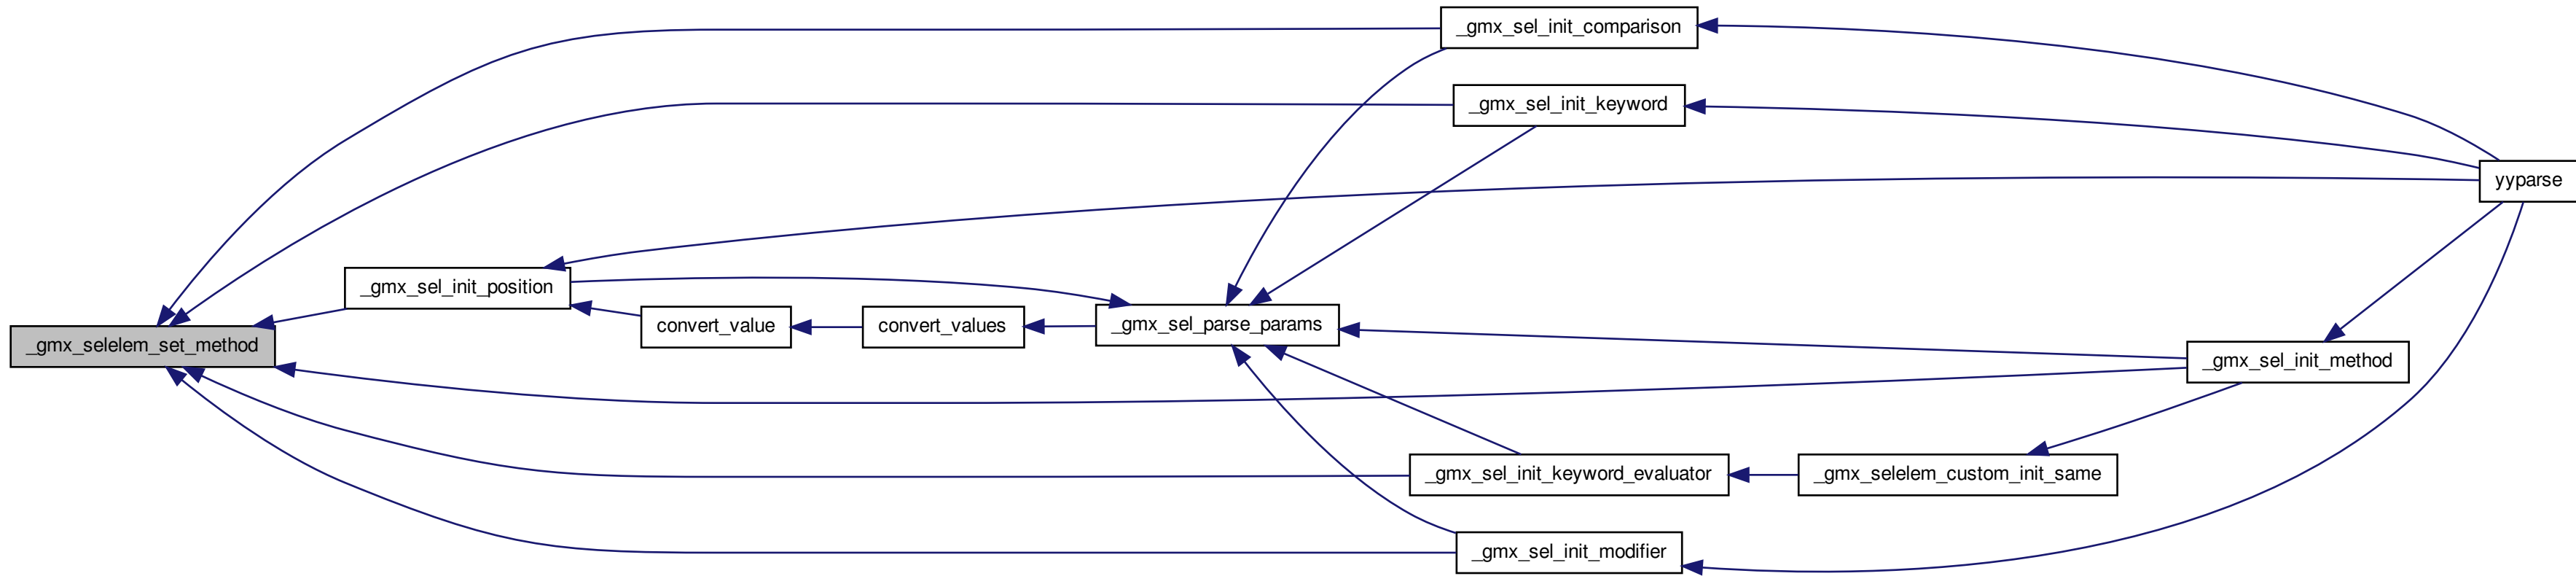 _gmx_sel_init_comparison
_gmx_sel_init_keyword
yyparse
_gmx_sel_init_position
convert_value
convert_values
_gmx_sel_parse_params
_gmx_selelem_set_method
_gmx_sel_init_method
_gmx_sel_init_keyword_evaluator
_gmx_selelem_custom_init_same
_gmx_sel_init_modifier